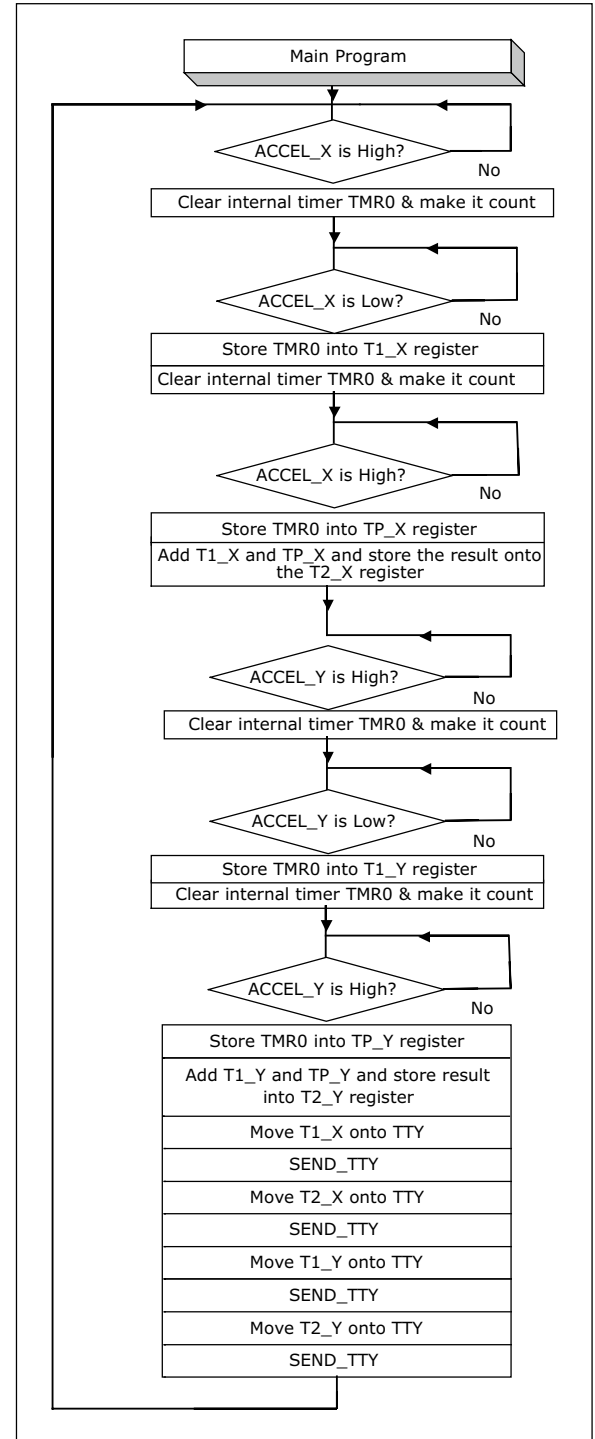 Main Program
ACCEL_X is High?
No
Clear internal timer TMR0 & make it count
ACCEL_X is Low?
No
Store TMR0 into T1_X register
Clear internal timer TMR0 & make it count
ACCEL_X is High?
No
Store TMR0 into TP_X register
Add T1_X and TP_X and store the result onto
the T2_X register
ACCEL_Y is High?
No
Clear internal timer TMR0 & make it count
ACCEL_Y is Low?
No
Store TMR0 into T1_Y register
Clear internal timer TMR0 & make it count
ACCEL_Y is High?
No
Store TMR0 into TP_Y register
Add T1_Y and TP_Y and store result
into T2_Y register
Move T1_X onto TTY
SEND_TTY
Move T2_X onto TTY
SEND_TTY
Move T1_Y onto TTY
SEND_TTY
Move T2_Y onto TTY
SEND_TTY